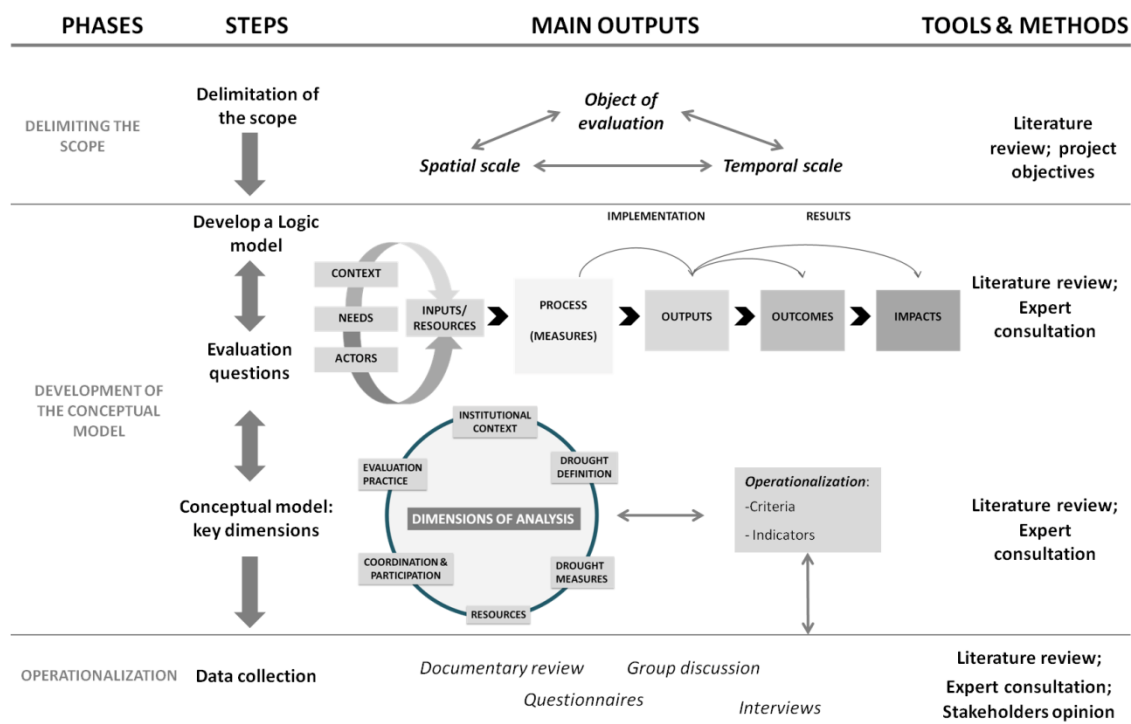 PHASES STEPS MAIN OUTPUTS TOOLS & METHODS
DELIMITING THE
SCOPE
Delimitation of
the scope
Object of
evaluation
Spatial scale
Temporal scale
Literature
review; project
objectives
DEVELOPMENT OF
THE CONCEPTUAL
MODEL
Develop a Logic
model
Evaluation
questions
Conceptual model:
key dimensions
IMPLEMENTATION
RESULTS
CONTEXT
NEEDS
ACTORS
INPUTS/
RESOURCES
PROCESS
(MEASURES)
OUTPUTS
OUTCOMES
IMPACTS
Literature review;
Expert
consultation
INSTITUTIONAL
CONTEXT
EVALUATION
PRACTICE
DROUGHT
DEFINITION
DIMENSIONS OF ANALYSIS
COORDINATION &
PARTICIPATION
DROUGHT
MEASURES
RESOURCES
Operationalization:
-Criteria
- Indicators
Literature review;
Expert
consultation
OPERATIONALIZATION
Data collection
Documentary review
Group discussion
Questionnaires
Interviews
Literature review;
Expert consultation;
Stakeholders opinion